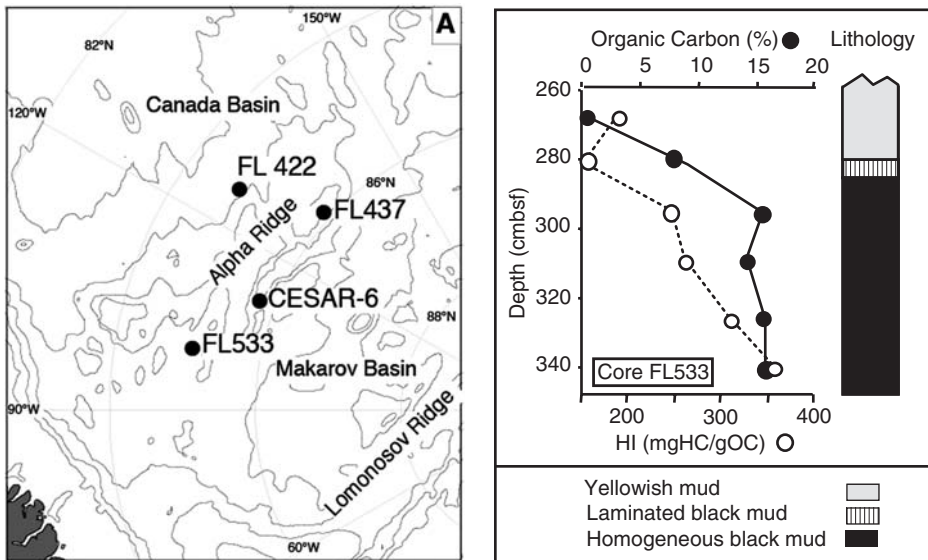 150°W
A
82°N
Canada Basin
120°W
FL 422
86°N
FL437
Alpha Ridge
CESAR-6
88°N
FL533
Makarov Basin
90°W
Lomonosov Ridge
60°W
Organic Carbon (%) Lithology
0 5 10 15 20
260
280
300
320
340
Depth (cmbsf)
Core FL533
200 300 400
HI (mgHC/gOC)
Yellowish mud
Laminated black mud
Homogeneous black mud